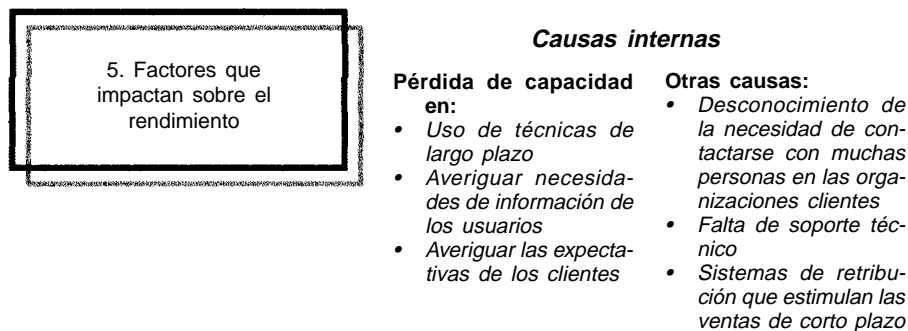 5. Factores que
impactan sobre el
rendimiento
Causas internas
Pérdida de capacidad
en:
• Uso de técnicas de
largo plazo
• Averiguar necesida-
des de información de
los usuarios
• Averiguar las expecta-
tivas de los clientes
Otras causas:
• Desconocimiento de
la necesidad de con-
tactarse con muchas
personas en las orga-
nizaciones clientes
• Falta de soporte téc-
nico
• Sistemas de retribu-
ción que estimulan las
ventas de corto plazo